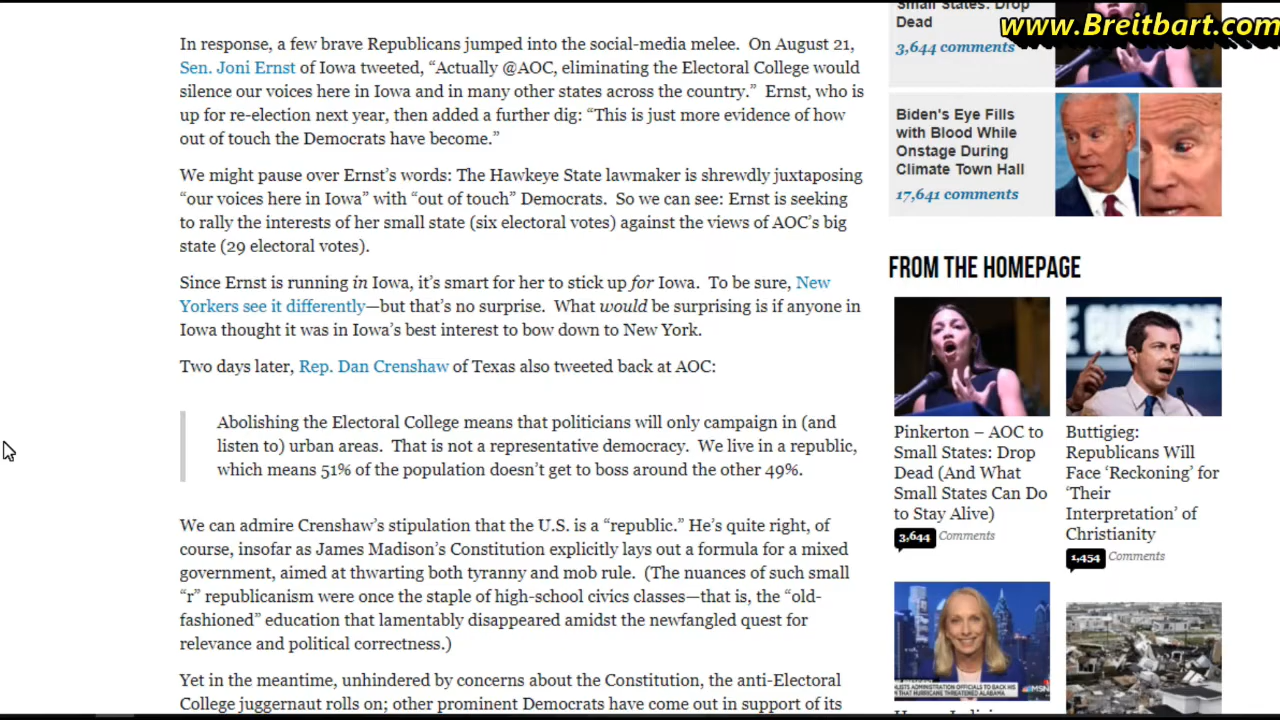 www.Breitbart.com
In response, a few brave Republicans jumped into the social-media melee.  On August 21,
Sen. Joni Ernst of Iowa tweeted, “Actually @AOC, eliminating the Electoral College would
silence our voices here in Iowa and in many other states across the country.”  Ernst, who is
up for re-election next year, then added a further dig: “This is just more evidence of how
out of touch the Democrats have become.”
We might pause over Ernst’s words: The Hawkeye State lawmaker is shrewdly juxtaposing
“our voices here in Iowa” with “out of touch” Democrats.  So we can see: Ernst is seeking
to rally the interests of her small state (six electoral votes) against the views of AOC’s big
state (29 electoral votes).
Since Ernst is running in Iowa, it’s smart for her to stick up for Iowa.  To be sure, New
Yorkers see it differently—but that’s no surprise.  What would be surprising is if anyone in
Iowa thought it was in Iowa’s best interest to bow down to New York.
Two days later, Rep. Dan Crenshaw of Texas also tweeted back at AOC:
Abolishing the Electoral College means that politicians will only campaign in (and
listen to) urban areas.  That is not a representative democracy.  We live in a republic,
which means 51% of the population doesn’t get to boss around the other 49%.
We can admire Crenshaw’s stipulation that the U.S. is a “republic.”  He’s quite right, of
course, insofar as James Madison’s Constitution explicitly lays out a formula for a mixed
government, aimed at thwarting both tyranny and mob rule.  (The nuances of such small
“r” republicanism were once the staple of high-school civics classes—that is, the “old-
fashioned” education that lamentably disappeared amidst the newfangled quest for
relevance and political correctness.)
Yet in the meantime, unhindered by concerns about the Constitution, the anti-Electoral
College juggernaut rolls on; other prominent Democrats have come out in support of its
Small States: Drop
Dead
3,644 comments
Biden's Eye Fills
with Blood While
Onstage During
Climate Town Hall
17,641 comments
FROM THE HOMEPAGE
Pinkerton – AOC to
Small States: Drop
Dead (And What
Small States Can Do
to Stay Alive)
3,644 Comments
Buttigieg:
Republicans Will
Face ‘Reckoning’ for
‘Their
Interpretation’ of
Christianity
1,454 Comments